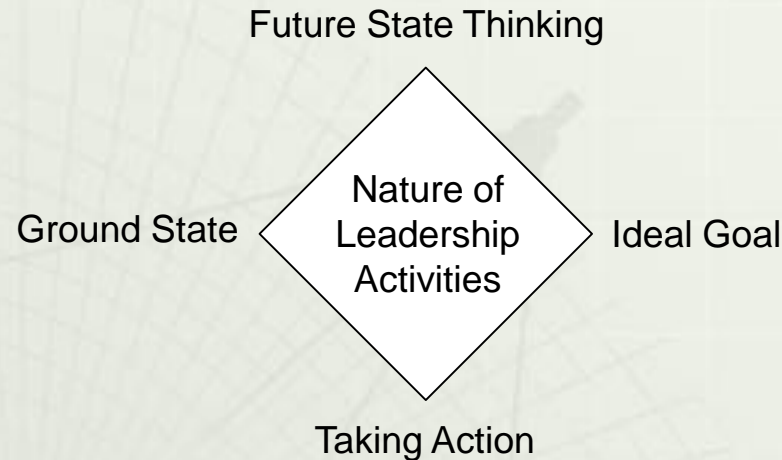 Future State Thinking
Nature of
Ground State
Leadership
Ideal Goal
Activities
Taking Action